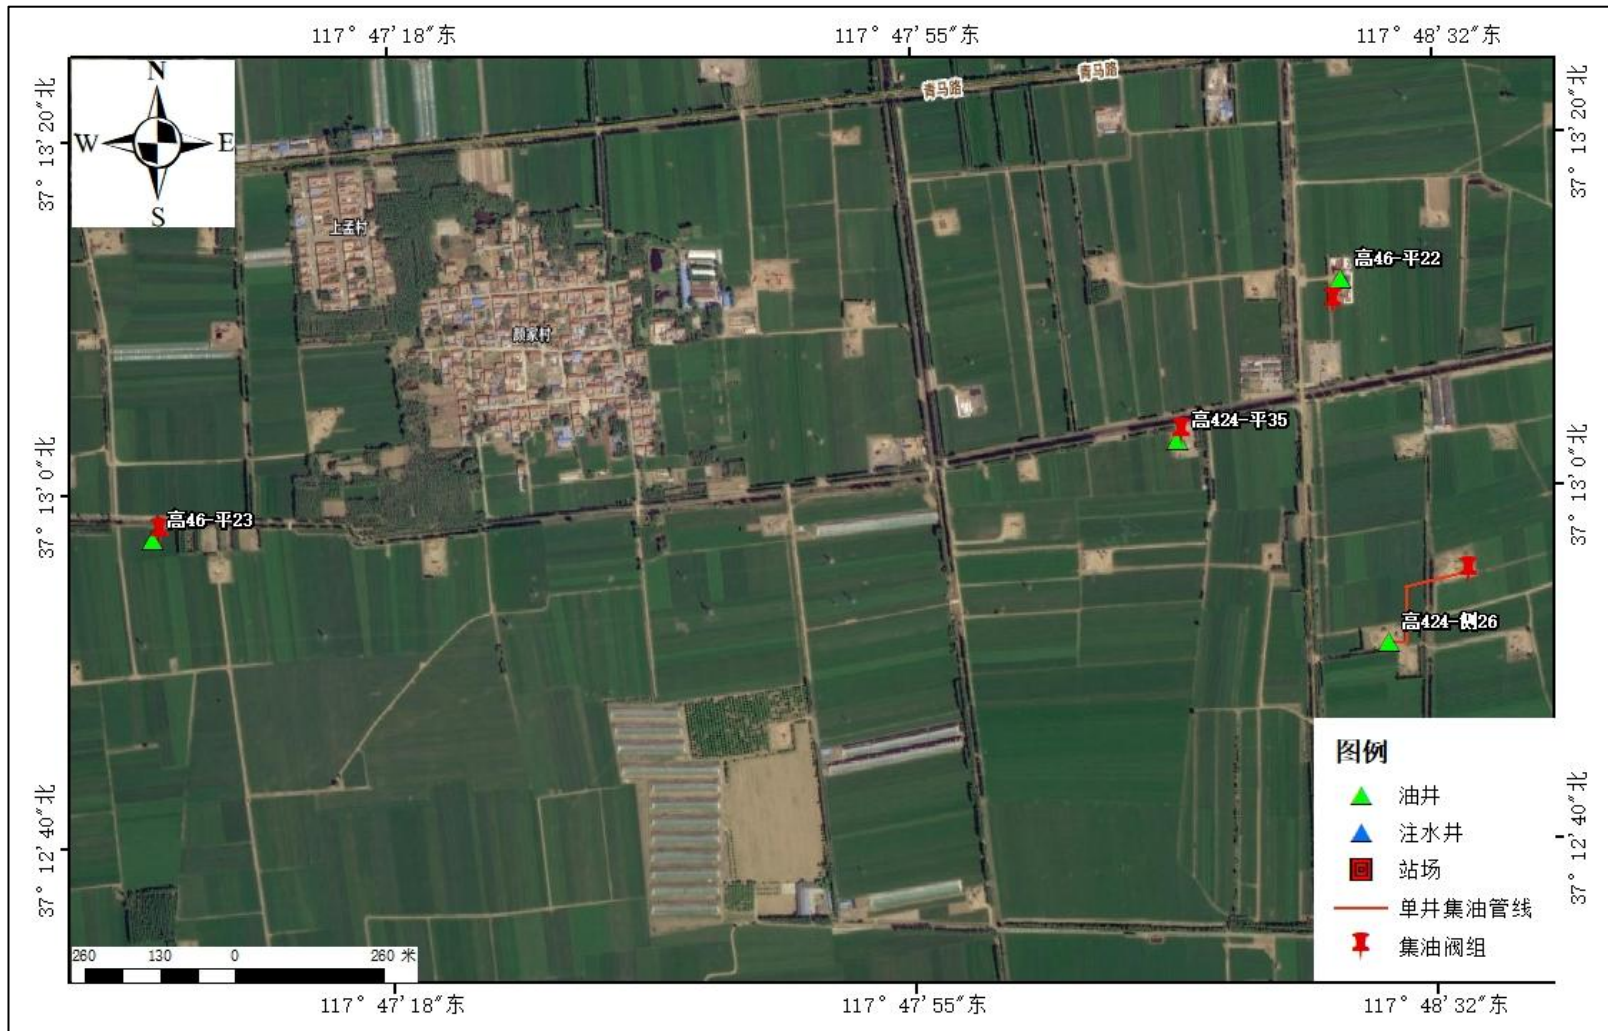 117° 47′18″东
117° 47′55″东
117° 48′32″东
37° 13′20″北
37° 13′20″北
N
W
E
S
青马路
青马路
上孟村
颜家村
高46-平22
高424-平35
37° 13′0″北
37° 13′0″北
高46-平23
高424-侧26
图例
油井
注水井
站场
单井集油管线
集油阀组
37° 12′40″北
37° 12′40″北
260 130 0 260 米
117° 47′18″东
117° 47′55″东
117° 48′32″东